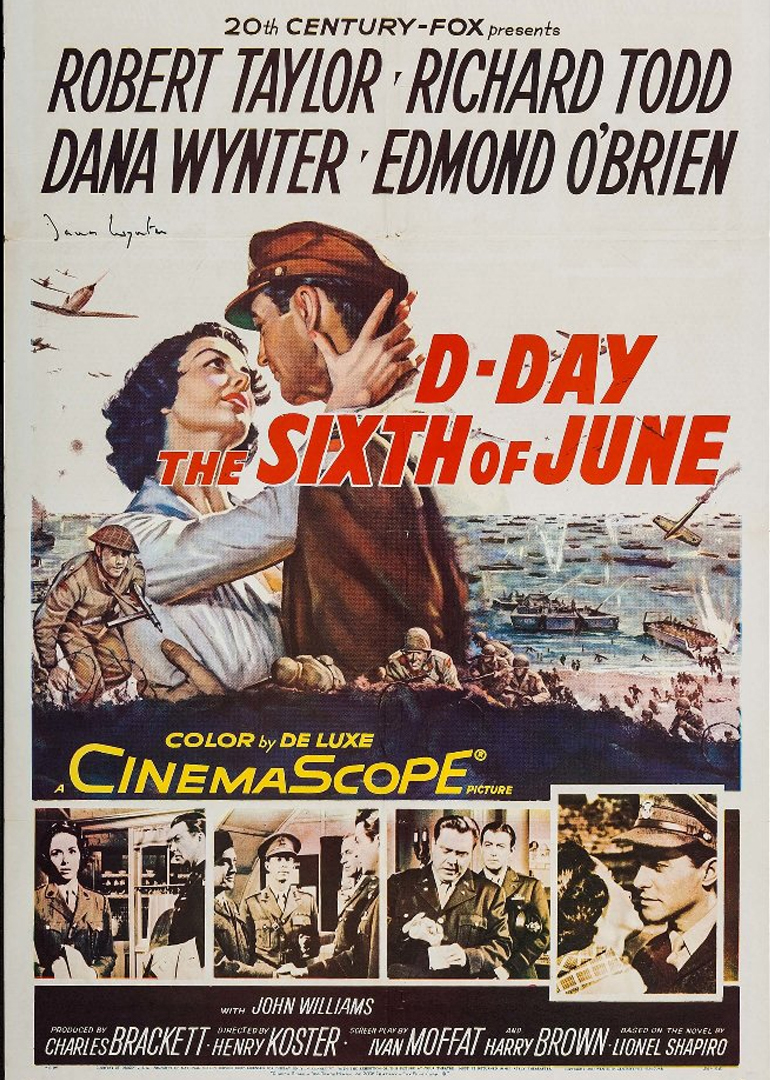 20th CENTURY-FOX presents
ROBERT TAYLOR · RICHARD TODD
DANA WYNTER · EDMOND O'BRIEN
Dana Wynter
D-DAY
THE SIXTH OF JUNE
COLOR by DE LUXE
A CINEMASCOPE® PICTURE
WITH JOHN WILLIAMS
PRODUCED BY CHARLES BRACKETT · DIRECTED BY HENRY KOSTER · SCREEN PLAY BY IVAN MOFFAT AND HARRY BROWN · BASED ON THE NOVEL BY LIONEL SHAPIRO